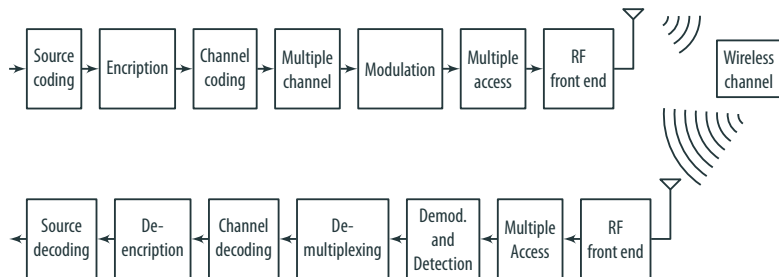 Source
coding
Encription
Channel
coding
Multiple
channel
Modulation
Multiple
access
RF
front end
Wireless
channel
Source
decoding
De-
encription
Channel
decoding
De-
multiplexing
Demod.
and
Detection
Multiple
Access
RF
front end